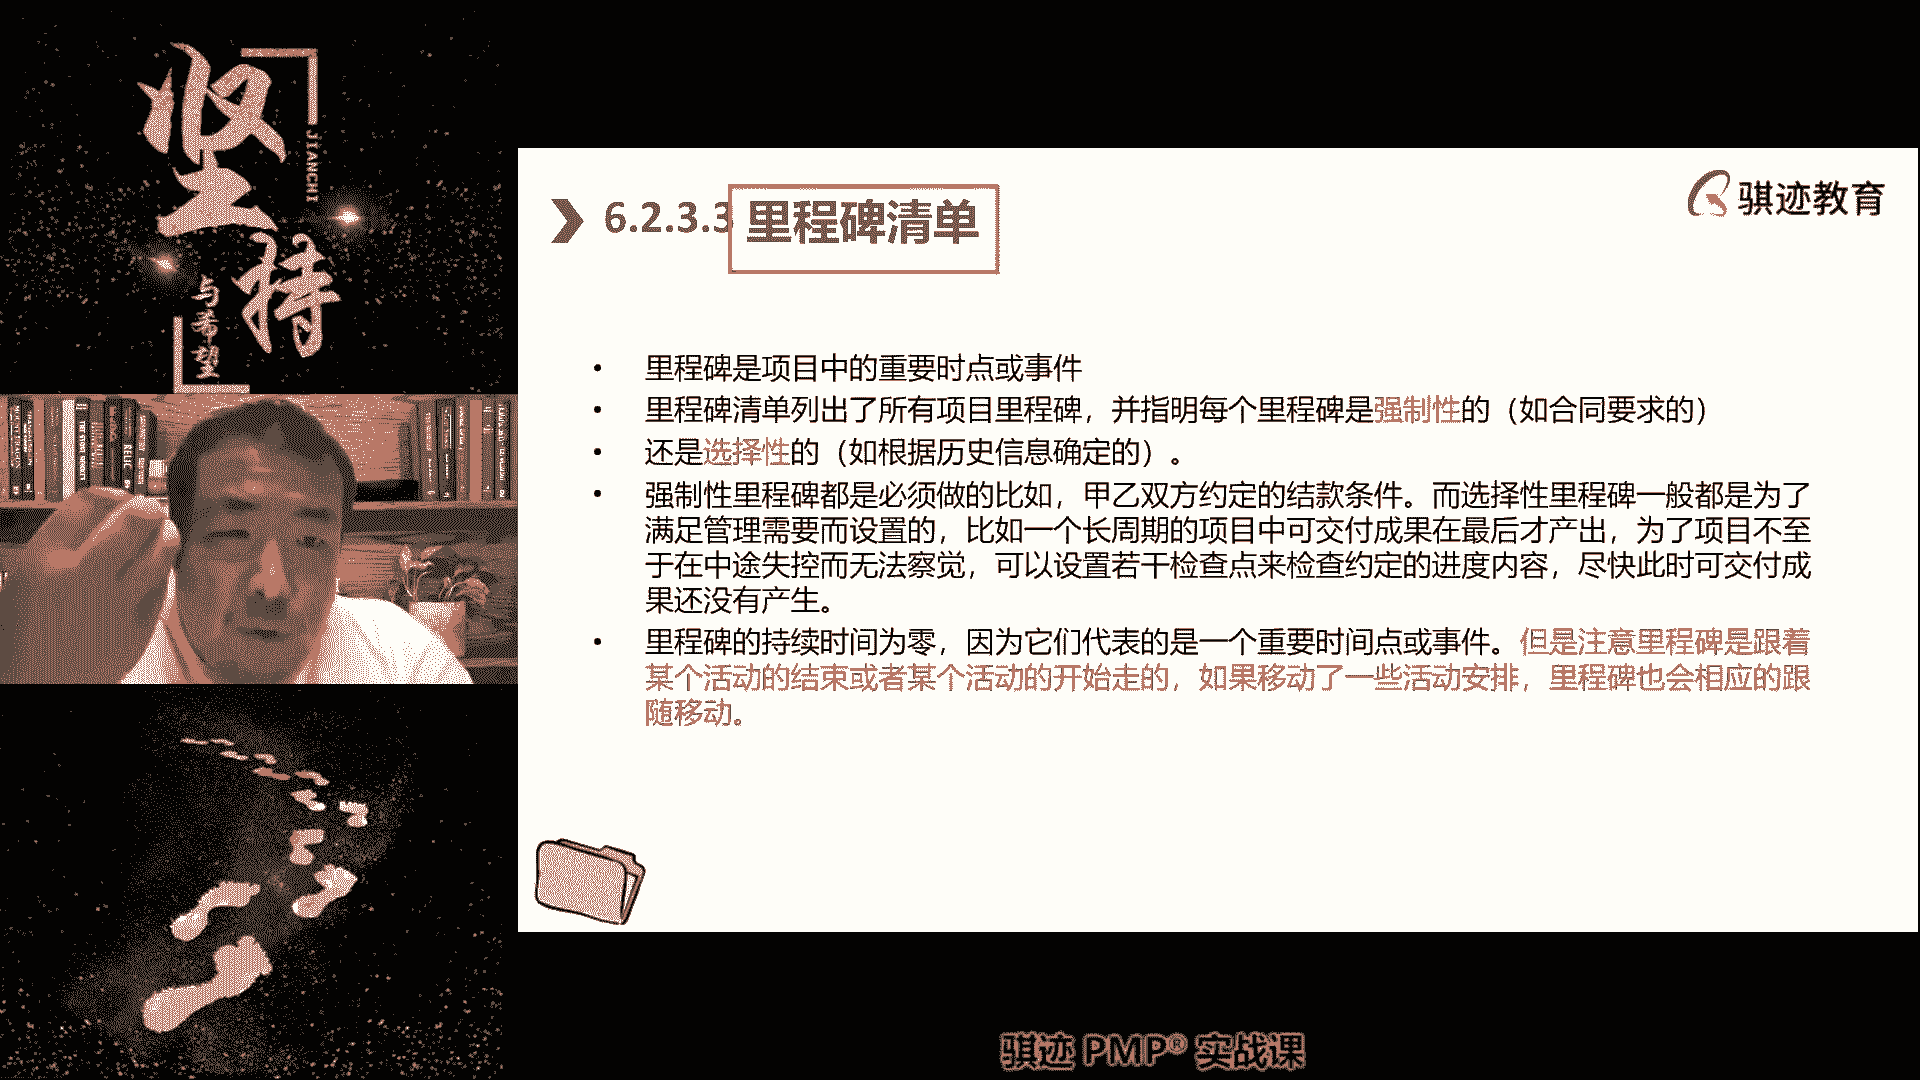 坚持
JIANCHI
与希望
6.2.3.3 里程碑清单
骐迹教育
• 里程碑是项目中的重要时点或事件
• 里程碑清单列出了所有项目里程碑，并指明每个里程碑是强制性的（如合同要求的）
• 还是选择性的（如根据历史信息确定的）。
• 强制性里程碑都是必须做的比如，甲乙双方约定的结款条件。而选择性里程碑一般都是为了
满足管理需要而设置的，比如一个长周期的项目中可交付成果在最后才产出，为了项目不至
于在中途失控而无法察觉，可以设置若干检查点来检查约定的进度内容，尽快此时可交付成
果还没有产生。
• 里程碑的持续时间为零，因为它们代表的是一个重要时间点或事件。但是注意里程碑是跟着
某个活动的结束或者某个活动的开始走的，如果移动了一些活动安排，里程碑也会相应的跟
随移动。
RELIC
骐迹 PMP® 实战课